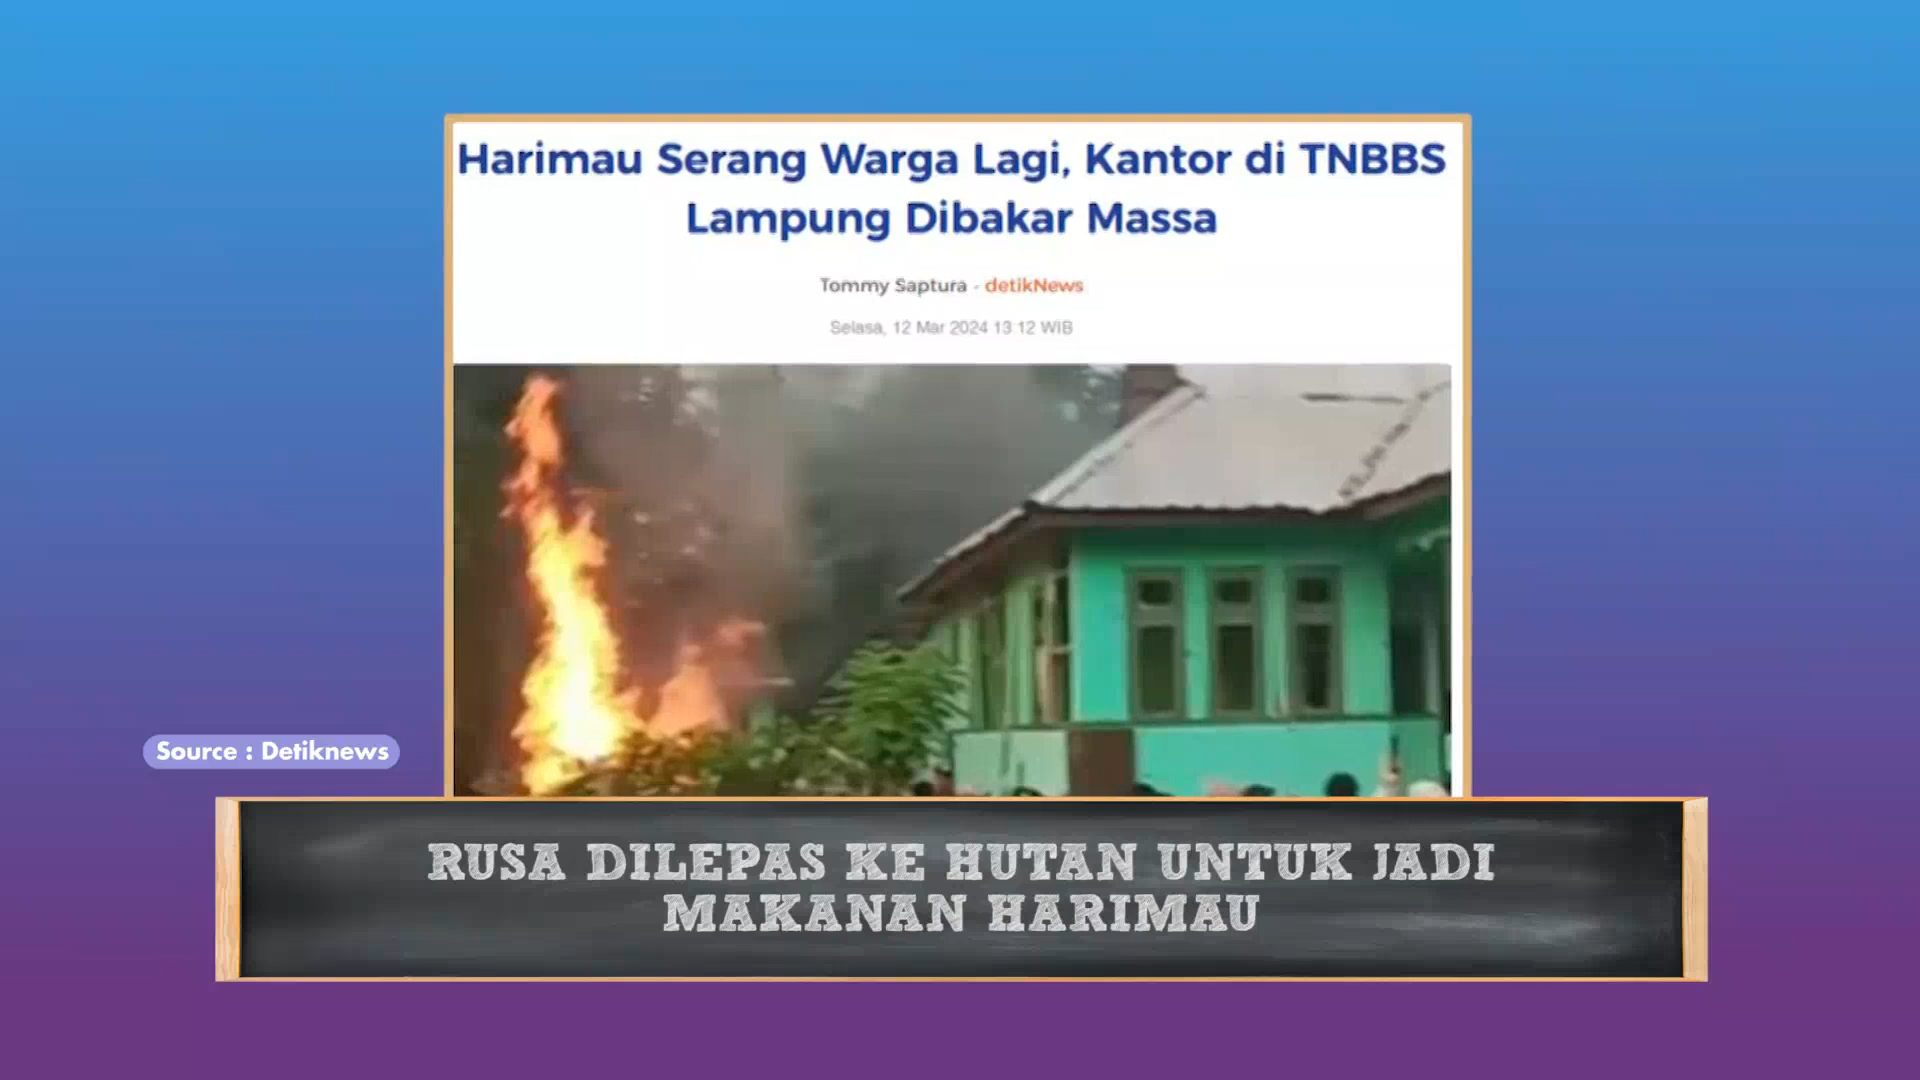 Harimau Serang Warga Lagi, Kantor di TNBBS
Lampung Dibakar Massa
Tommy Saptura - detikNews
Selasa, 12 Mar 2024 13:12 WIB
Source : Detiknews
RUSA DILEPAS KE HUTAN UNTUK JADI
MAKANAN HARIMAU